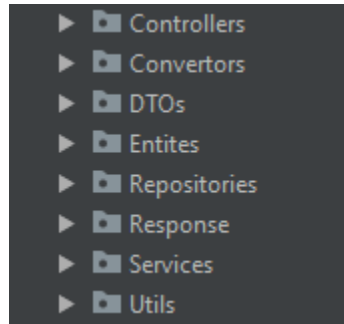 Controllers
Convertors
DTOs
Entites
Repositories
Response
Services
Utils